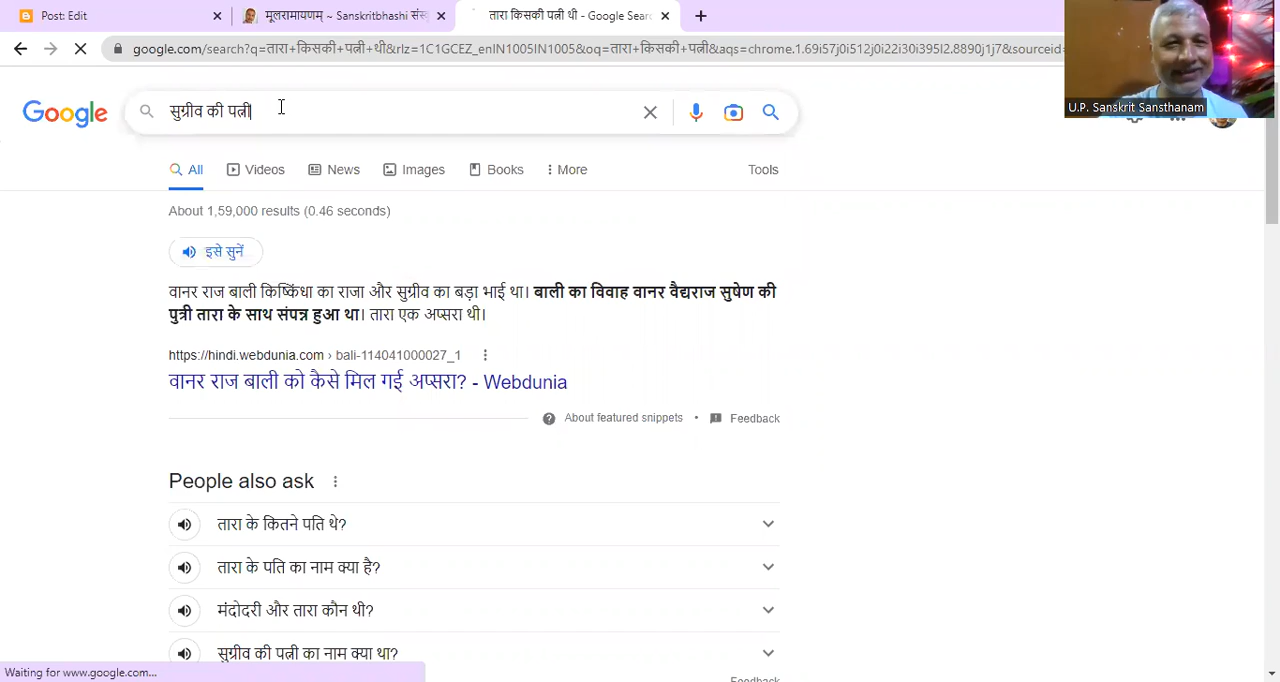 Post: Edit
मूलरामायणम् ~ Sanskritbhashi संस्
तारा किसकी पत्नी थी - Google Sear
google.com/search?q=तारा+किसकी+पत्नी+थी&rlz=1C1GCEZ_enIN1005IN1005&oq=तारा+किसकी+पत्नी&aqs=chrome.1.69i57j0i512j0i22i30i395l2.8890j1j7&sourceid=
U.P. Sanskrit Sansthanam
Google
सुग्रीव की पत्नी
All
Videos
News
Images
Books
More
Tools
About 1,59,000 results (0.46 seconds)
इसे सुनें
वानर राज बाली किष्किंधा का राजा और सुग्रीव का बड़ा भाई था। बाली का विवाह वानर वैद्यराज सुषेण की
पुत्री तारा के साथ संपन्न हुआ था। तारा एक अप्सरा थी।
https://hindi.webdunia.com › bali-114041000027_1
वानर राज बाली को कैसे मिल गई अप्सरा? - Webdunia
About featured snippets • Feedback
People also ask
तारा के कितने पति थे?
तारा के पति का नाम क्या है?
मंदोदरी और तारा कौन थी?
सुग्रीव की पत्नी का नाम क्या था?
Waiting for www.google.com...
Feedback